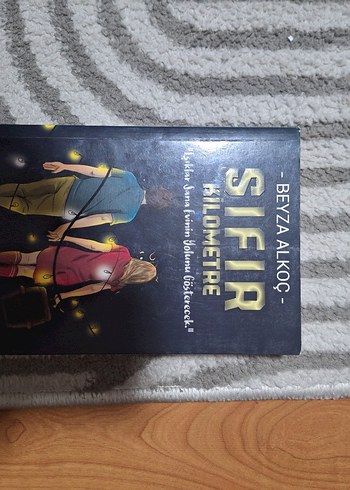 - BEYZA ALKOÇ -
SIFIR
KİLOMETRE
"Işıklar Sana Evinin Yolunu Gösterecek."